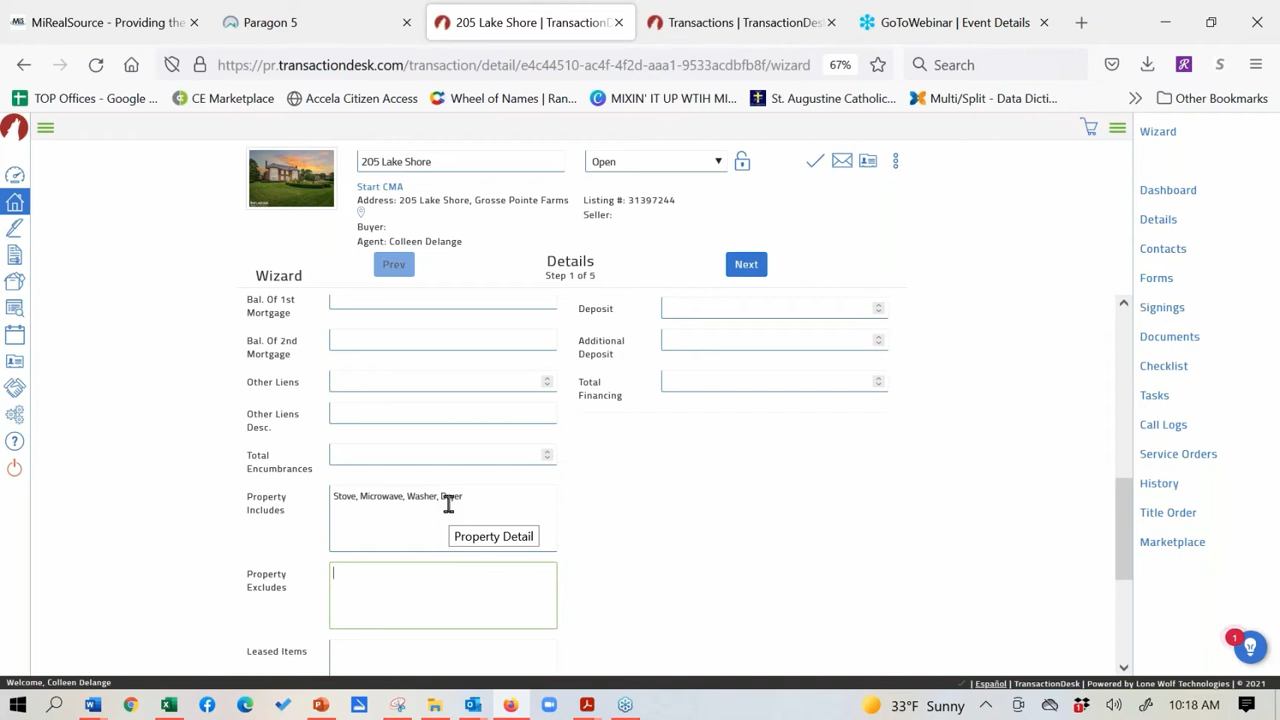 MiRealSource - Providing the
Paragon 5
205 Lake Shore | TransactionD
Transactions | TransactionDes
GoToWebinar | Event Details
https://pr.transactiondesk.com/transaction/detail/e4c44510-ac4f-4f2d-aaa1-9533acdbfb8f/wizard
67%
Search
TOP Offices - Google ...
CE Marketplace
Accela Citizen Access
Wheel of Names | Ran...
MIXIN' IT UP WTIH MI...
St. Augustine Catholic...
Multi/Split - Data Dicti...
Other Bookmarks
205 Lake Shore
Open
Start CMA
Address: 205 Lake Shore, Grosse Pointe Farms
Listing #: 31397244
Seller:
Buyer:
Agent: Colleen Delange
Wizard
Prev
Details
Step 1 of 5
Next
Bal. Of 1st
Mortgage
Deposit
Bal. Of 2nd
Mortgage
Additional
Deposit
Other Liens
Total
Financing
Other Liens
Desc.
Total
Encumbrances
Property
Includes
Stove, Microwave, Washer, Dryer
Property Detail
Property
Excludes
Leased Items
Wizard
Dashboard
Details
Contacts
Forms
Signings
Documents
Checklist
Tasks
Call Logs
Service Orders
History
Title Order
Marketplace
1
Welcome, Colleen Delange
| Español | TransactionDesk | Powered by Lone Wolf Technologies | © 2021
33°F Sunny
10:18 AM